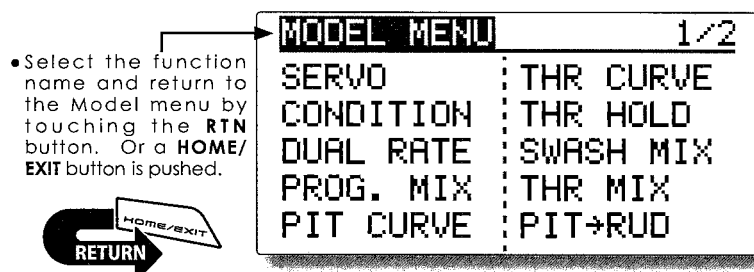 •Select the function
name and return to
the Model menu by
touching the RTN
button. Or a HOME/
EXIT button is pushed.
HOME/EXIT
RETURN
MODEL MENU 1/2
SERVO THR CURVE
CONDITION THR HOLD
DUAL RATE SWASH MIX
PROG. MIX THR MIX
PIT CURVE PIT→RUD